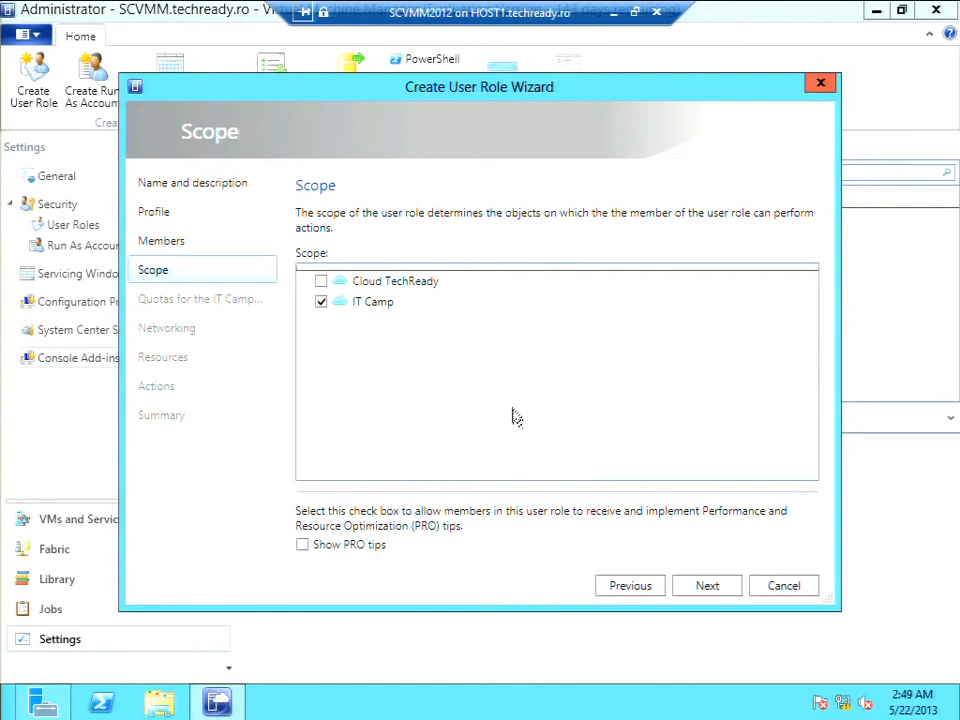 Administrator - SCVMM.techready.ro - Vi
SCVMM2012 on HOST1.techready.ro
Home
Create
User Role
Create Run
As Accoun
PowerShell
Crea
Create User Role Wizard
Scope
Settings
General
Security
User Roles
Run As Accou
Servicing Windo
Configuration Pr
System Center S
Console Add-ins
VMs and Servic
Fabric
Library
Jobs
Settings
Name and description
Profile
Members
Scope
Quotas for the IT Camp...
Networking
Resources
Actions
Summary
Scope
The scope of the user role determines the objects on which the the member of the user role can perform
actions.
Scope:
Cloud TechReady
IT Camp
Select this check box to allow members in this user role to receive and implement Performance and
Resource Optimization (PRO) tips.
Show PRO tips
Previous
Next
Cancel
2:49 AM
5/22/2013